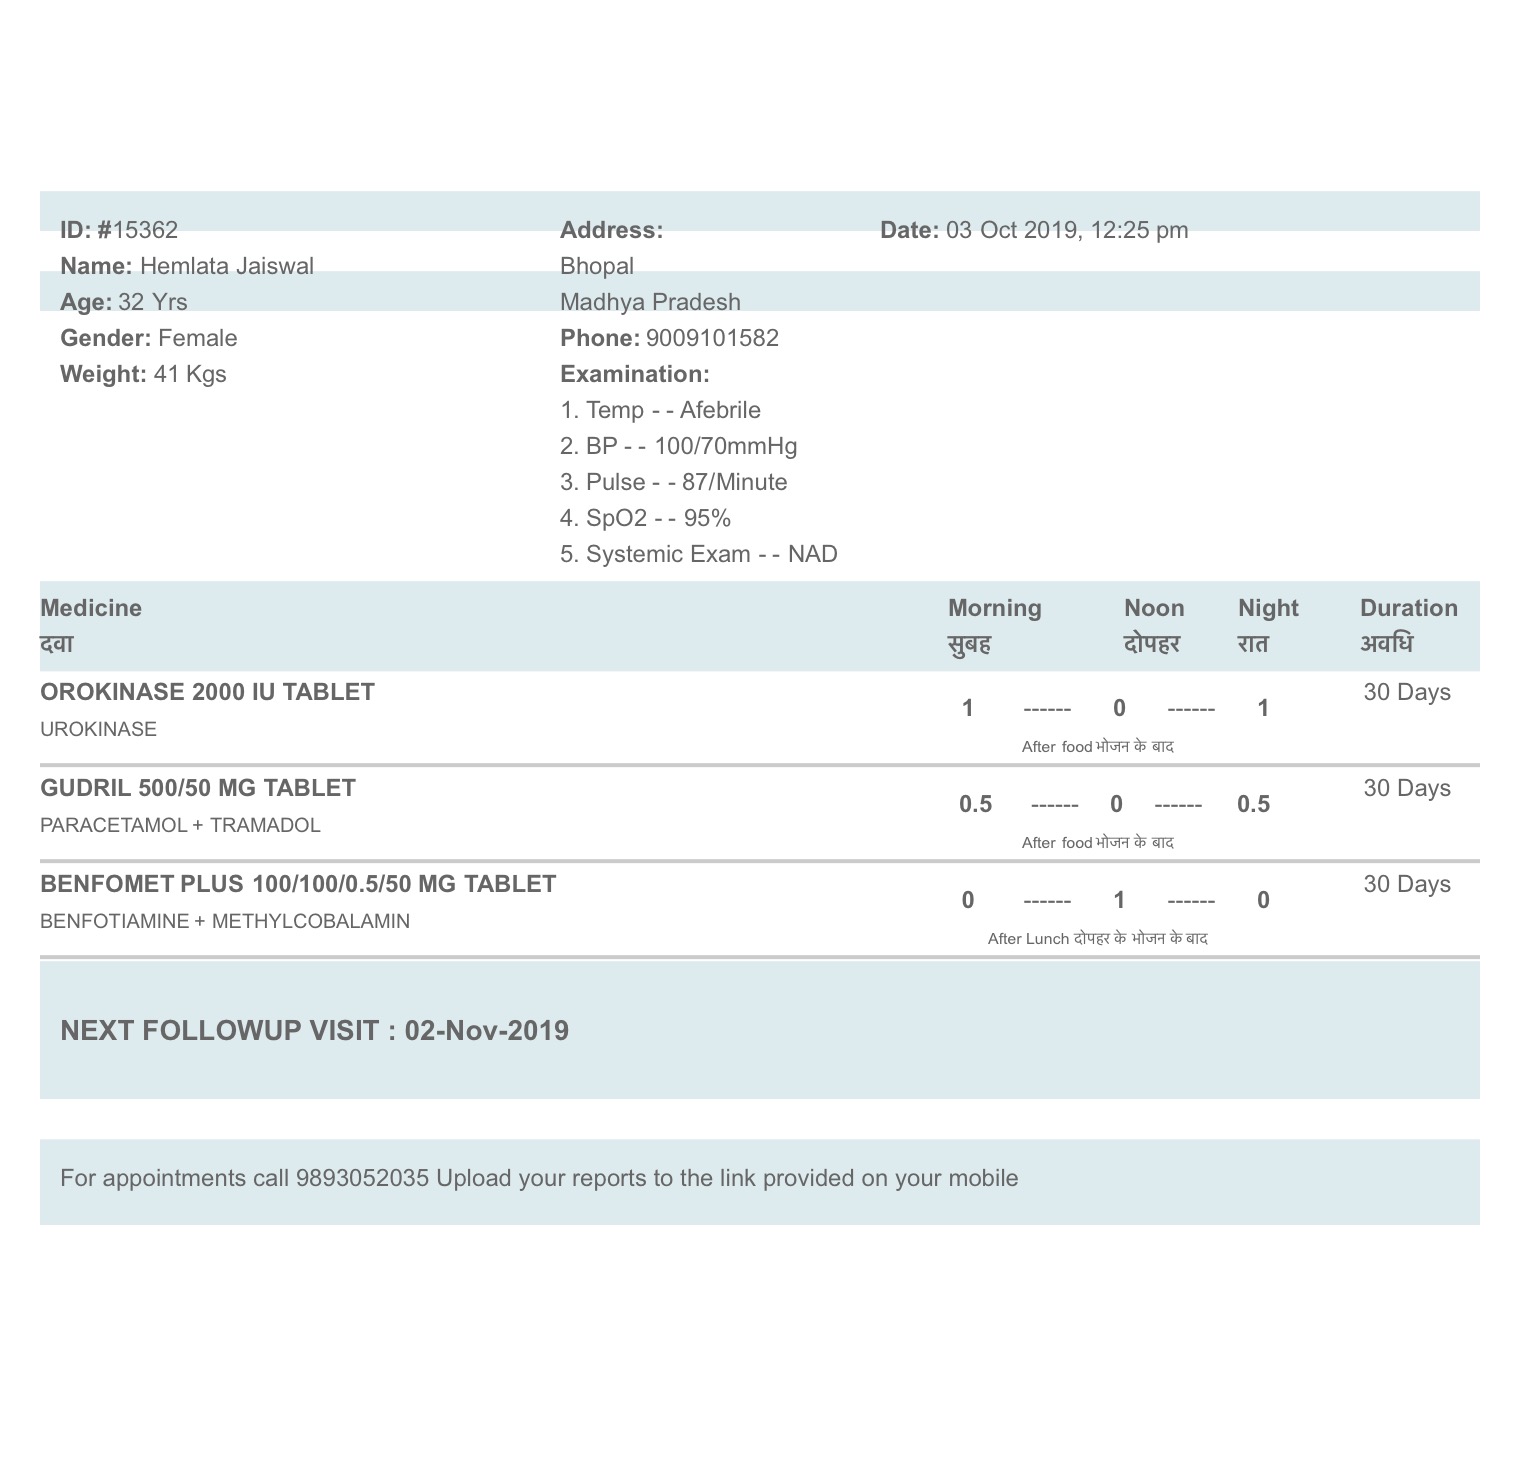 ID: #15362
Name: Hemlata Jaiswal
Age: 32 Yrs
Gender: Female
Weight: 41 Kgs
Address:
Bhopal
Madhya Pradesh
Phone: 9009101582
Examination:
1. Temp - - Afebrile
2. BP - - 100/70mmHg
3. Pulse - - 87/Minute
4. SpO2 - - 95%
5. Systemic Exam - - NAD
Date: 03 Oct 2019, 12:25 pm
Medicine Morning Noon Night Duration
दवा सुबह दोपहर रात अवधि
OROKINASE 2000 IU TABLET 30 Days
1 ------ 0 ------ 1
UROKINASE
After food भोजन के बाद
GUDRIL 500/50 MG TABLET 30 Days
0.5 ------ 0 ------ 0.5
PARACETAMOL + TRAMADOL
After food भोजन के बाद
BENFOMET PLUS 100/100/0.5/50 MG TABLET 30 Days
0 ------ 1 ------ 0
BENFOTIAMINE + METHYLCOBALAMIN
After Lunch दोपहर के भोजन के बाद
NEXT FOLLOWUP VISIT : 02-Nov-2019
For appointments call 9893052035 Upload your reports to the link provided on your mobile